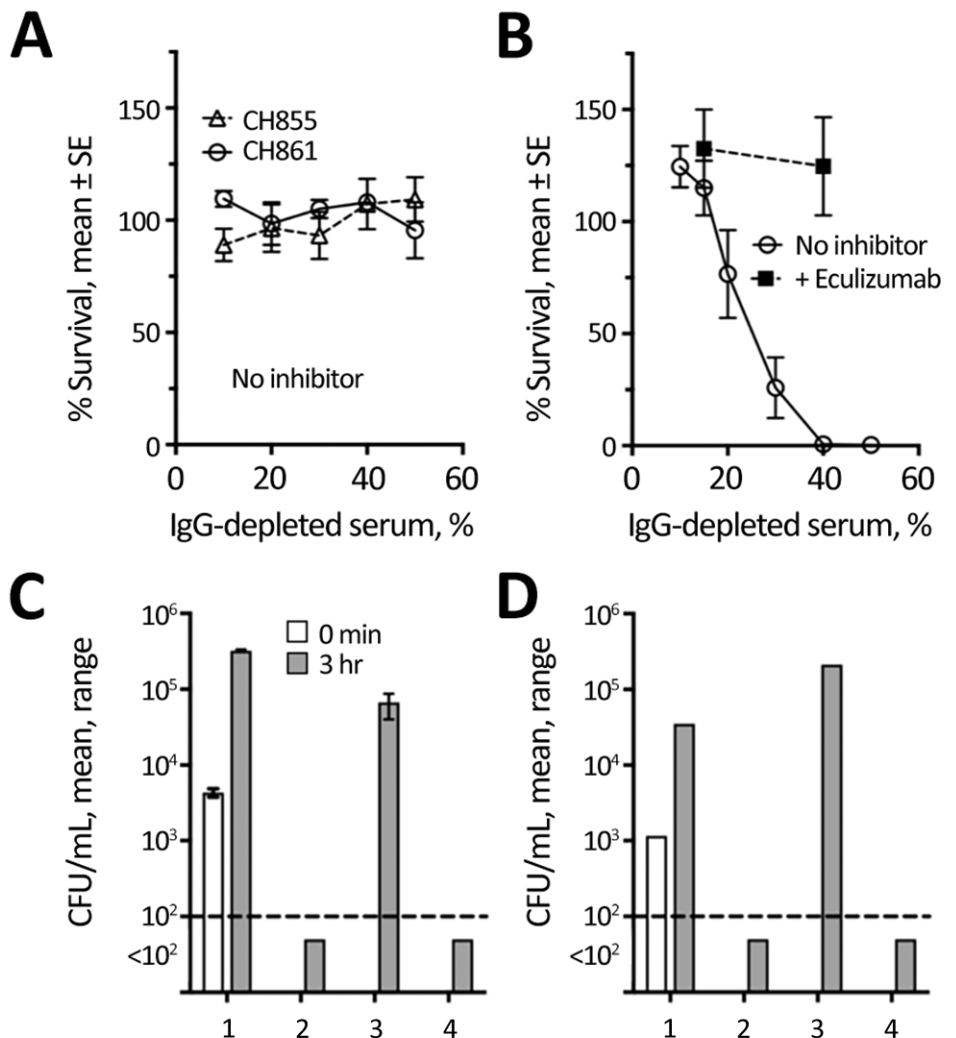 A
% Survival, mean ± SE
150
100
50
0
CH855
CH861
No inhibitor
0 20 40 60
IgG-depleted serum, %
B
% Survival, mean ± SE
150
100
50
0
No inhibitor
+ Eculizumab
0 20 40 60
IgG-depleted serum, %
C
CFU/mL, mean, range
10⁶
10⁵
10⁴
10³
10²
<10²
0 min
3 hr
1 2 3 4
D
CFU/mL, mean, range
10⁶
10⁵
10⁴
10³
10²
<10²
1 2 3 4